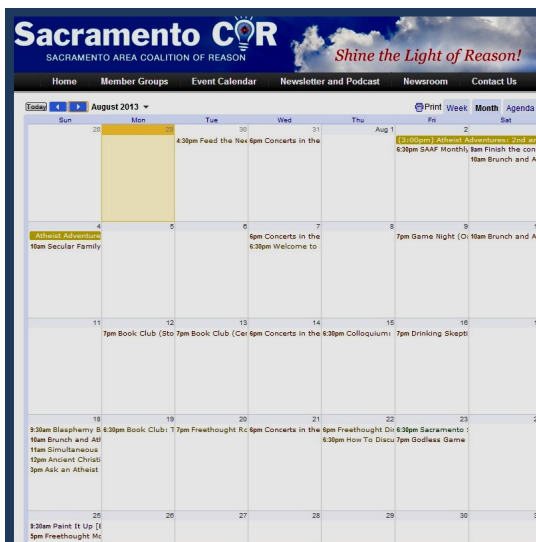 Sacramento COR
SACRAMENTO AREA COALITION OF REASON
Shine the Light of Reason!
Home Member Groups Event Calendar Newsletter and Podcast Newsroom Contact Us
Today August 2013 Print Week Month Agenda
Sun Mon Tue Wed Thu Fri Sat
28 29 30 31 Aug 1 2
4:30pm Feed the Nee 6pm Concerts in the (3:00pm) Atheist Adventures: 2nd an
6:30pm SAAF Monthly 9am Finish the con
10am Brunch and A
4 5 6 7 8 9
Atheist Adventure 6pm Concerts in the 7pm Game Night (Or 10am Brunch and A
10am Secular Family 6:30pm Welcome to
11 12 13 14 15 16
7pm Book Club (Sto 7pm Book Club (Cer 6pm Concerts in the 6:30pm Colloquium: 7pm Drinking Skepti
18 19 20 21 22 23
9:30am Blasphemy B 6:30pm Book Club: T 7pm Freethought Ro 6pm Concerts in the 6pm Freethought Dir 6:30pm Sacramento
10am Brunch and Ath 6:30pm How To Discu 7pm Godless Game
11am Simultaneous
12pm Ancient Christi
3pm Ask an Atheist
25 26 27 28 29 30
9:30am Paint It Up
5pm Freethought Mo